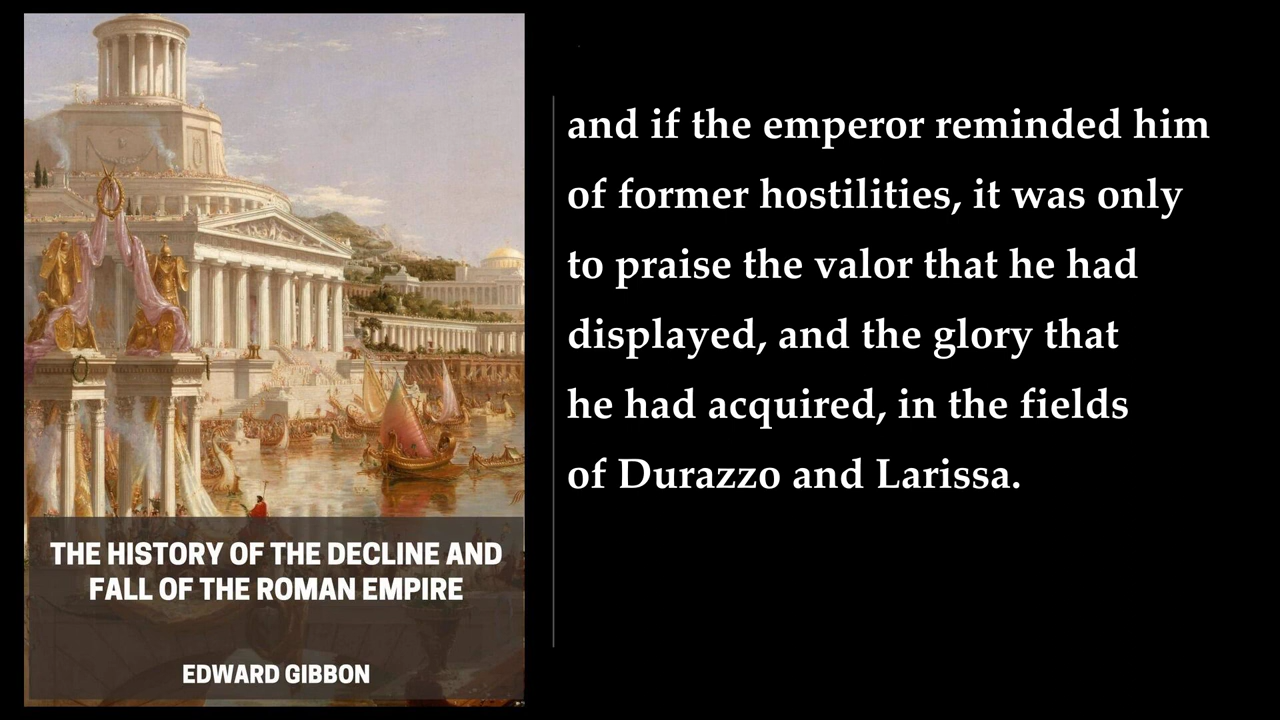 THE HISTORY OF THE DECLINE AND
FALL OF THE ROMAN EMPIRE
EDWARD GIBBON
and if the emperor reminded him
of former hostilities, it was only
to praise the valor that he had
displayed, and the glory that
he had acquired, in the fields
of Durazzo and Larissa.